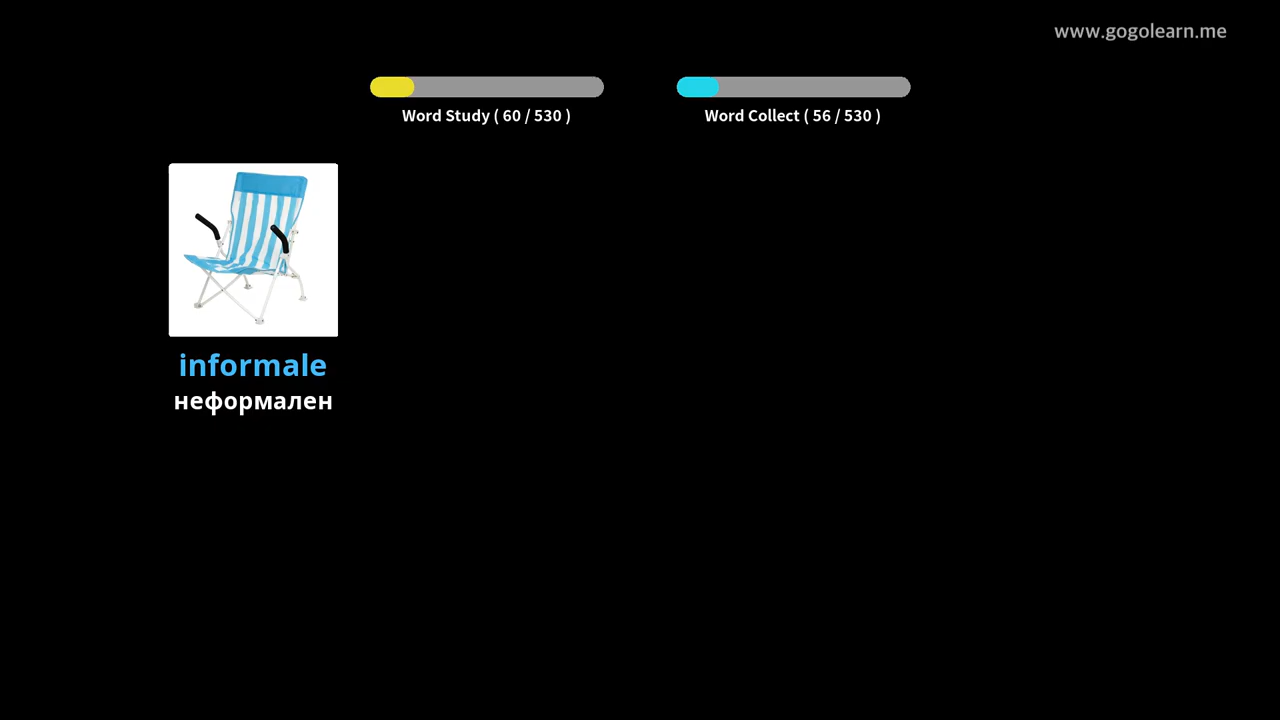 www.gogolearn.me
Word Study ( 60 / 530 )
Word Collect ( 56 / 530 )
informale
неформален